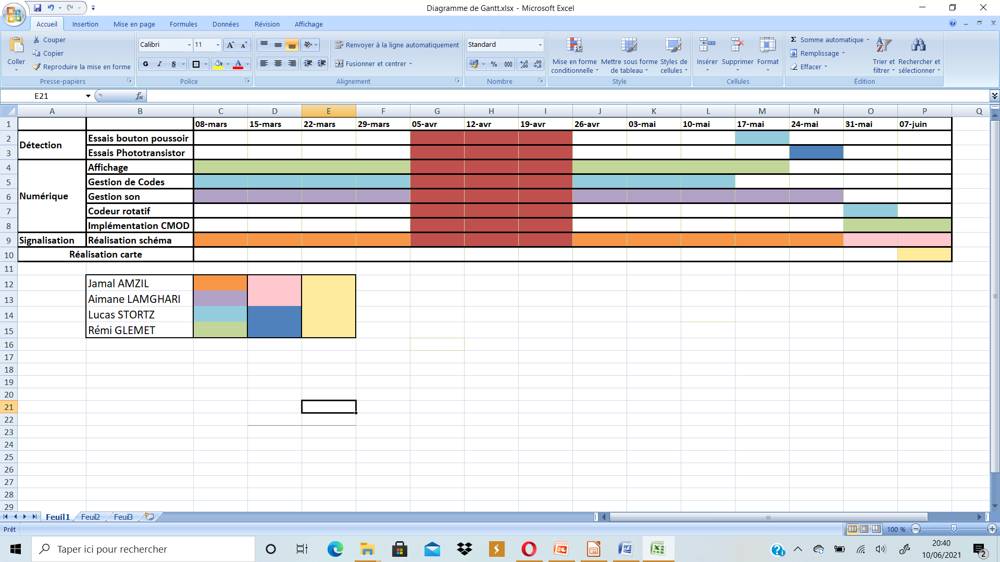 Diagramme de Gantt.xlsx - Microsoft Excel
Accueil Insertion Mise en page Formules Données Révision Affichage
Coller
Couper
Copier
Reproduire la mise en forme
Presse-papiers
Calibri 11
G I S
A A
Police
Renvoyer à la ligne automatiquement
Fusionner et centrer
Alignement
Standard
% 000
Nombre
Mise en forme conditionnelle
Mettre sous forme de tableau
Styles de cellules
Style
Insérer Supprimer Format
Cellules
Σ Somme automatique
Remplissage
Effacer
Trier et filtrer
Rechercher et sélectionner
Édition
E21 fx
A B C D E F G H I J K L M N O P Q
1 08-mars 15-mars 22-mars 29-mars 05-avr 12-avr 19-avr 26-avr 03-mai 10-mai 17-mai 24-mai 31-mai 07-juin
Détection
2 Essais bouton poussoir
3 Essais Phototransistor
Numérique
4 Affichage
5 Gestion de Codes
6 Gestion son
7 Codeur rotatif
8 Implémentation CMOD
9 Signalisation Réalisation schéma
10 Réalisation carte
11
12 Jamal AMZIL
13 Aimane LAMGHARI
14 Lucas STORTZ
15 Rémi GLEMET
16
17
18
19
20
21
22
23
24
25
26
27
28
29
Feuil1 Feuil2 Feuil3
Prêt
100 %
Taper ici pour rechercher
20:40
10/06/2021
2